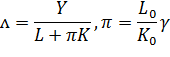 Λ = Y / (L + πK), π = L₀ / K₀ γ